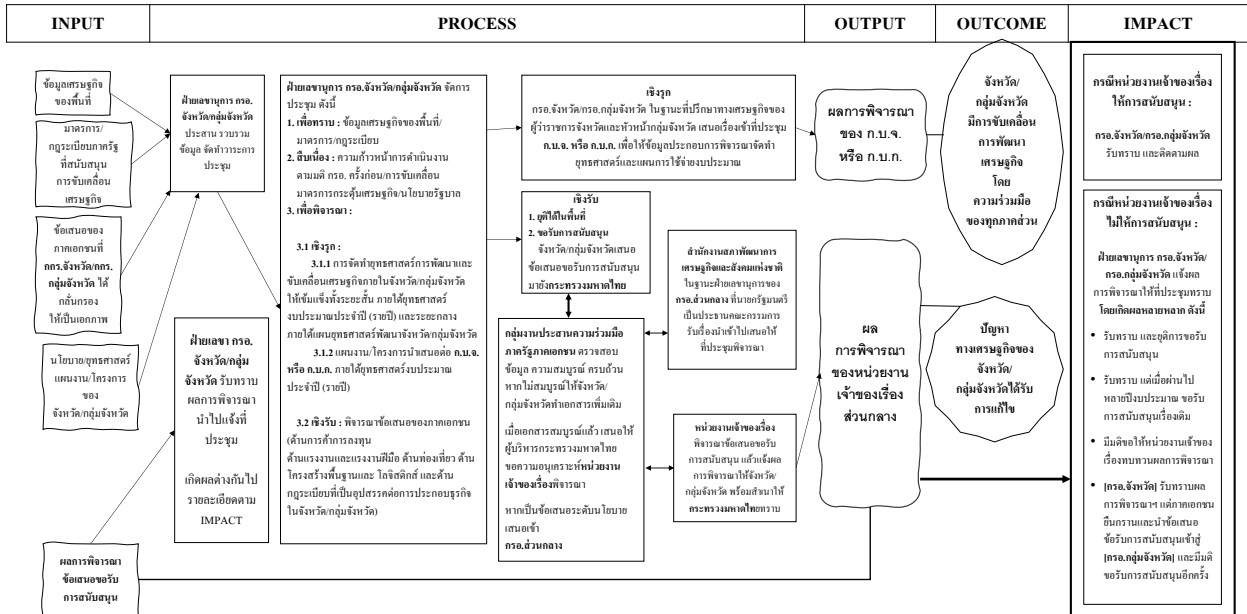 INPUT
PROCESS
OUTPUT
OUTCOME
IMPACT
ข้อมูลเศรษฐกิจ
ของพื้นที่
มาตรการ/
กฎระเบียบภาครัฐ
ที่สนับสนุน
การขับเคลื่อน
เศรษฐกิจ
ข้อเสนอของ
ภาคเอกชนที่
กกร.จังหวัด/กกร.
กลุ่มจังหวัด ได้
กลั่นกรอง
ให้เป็นเอกภาพ
นโยบาย/ยุทธศาสตร์
แผนงาน/โครงการ
ของ
จังหวัด/กลุ่มจังหวัด
ผลการพิจารณา
ข้อเสนอขอรับ
การสนับสนุน
ฝ่ายเลขานุการ กรอ.
จังหวัด/กลุ่มจังหวัด
ประสาน รวบรวม
ข้อมูล จัดทำวาระการ
ประชุม
ฝ่ายเลขา กรอ.
จังหวัด/กลุ่ม
จังหวัด รับทราบ
ผลการพิจารณา
นำไปแจ้งที่
ประชุม
เกิดผลต่างกันไป
รายละเอียดตาม
IMPACT
ฝ่ายเลขานุการ กรอ.จังหวัด/กลุ่มจังหวัด จัดการ
ประชุม ดังนี้
1. เพื่อทราบ : ข้อมูลเศรษฐกิจของพื้นที่/
มาตรการ/กฎระเบียบ
2. สืบเนื่อง : ความก้าวหน้าการดำเนินงาน
ตามมติ กรอ. ครั้งก่อน/การขับเคลื่อน
มาตรการกระตุ้นเศรษฐกิจ/นโยบายรัฐบาล
3. เพื่อพิจารณา :
3.1 เชิงรุก :
3.1.1 การจัดทำยุทธศาสตร์การพัฒนาและ
ขับเคลื่อนเศรษฐกิจภายในจังหวัด/กลุ่มจังหวัด
ให้เข้มแข็งทั้งระยะสั้น ภายใต้ยุทธศาสตร์
งบประมาณประจำปี (รายปี) และระยะกลาง
ภายใต้แผนยุทธศาสตร์พัฒนาจังหวัด/กลุ่มจังหวัด
3.1.2 แผนงาน/โครงการนำเสนอต่อ ก.บ.จ.
หรือ ก.บ.ก. ภายใต้ยุทธศาสตร์งบประมาณ
ประจำปี (รายปี)
3.2 เชิงรับ : พิจารณาข้อเสนอของภาคเอกชน
(ด้านการค้าการลงทุน
ด้านแรงงานและแรงงานฝีมือ ด้านท่องเที่ยว ด้าน
โครงสร้างพื้นฐานและ โลจิสติกส์ และด้าน
กฎระเบียบที่เป็นอุปสรรคต่อการประกอบธุรกิจ
ในจังหวัด/กลุ่มจังหวัด)
เชิงรุก
กรอ.จังหวัด/กรอ.กลุ่มจังหวัด ในฐานะที่ปรึกษาทางเศรษฐกิจของ
ผู้ว่าราชการจังหวัดและหัวหน้ากลุ่มจังหวัด เสนอเรื่องเข้าที่ประชุม
ก.บ.จ. หรือ ก.บ.ก. เพื่อให้ข้อมูลประกอบการพิจารณาจัดทำ
ยุทธศาสตร์และแผนการใช้จ่ายงบประมาณ
เชิงรับ
1. ยุติได้ในพื้นที่
2. ขอรับการสนับสนุน
จังหวัด/กลุ่มจังหวัดเสนอ
ข้อเสนอขอรับการสนับสนุน
มายังกระทรวงมหาดไทย
กลุ่มงานประสานความร่วมมือ
ภาครัฐภาคเอกชน ตรวจสอบ
ข้อมูล ความสมบูรณ์ ครบถ้วน
หากไม่สมบูรณ์ให้จังหวัด/
กลุ่มจังหวัดทำเอกสารเพิ่มเติม
เมื่อเอกสารสมบูรณ์แล้ว เสนอให้
ผู้บริหารกระทรวงมหาดไทย
ขอความอนุเคราะห์หน่วยงาน
เจ้าของเรื่องพิจารณา
หากเป็นข้อเสนอระดับนโยบาย
เสนอเข้า
กรอ.ส่วนกลาง
สำนักงานสภาพัฒนาการ
เศรษฐกิจและสังคมแห่งชาติ
ในฐานะฝ่ายเลขานุการของ
กรอ.ส่วนกลาง ที่นายกรัฐมนตรี
เป็นประธานคณะกรรมการ
รับเรื่องนำเข้าไปเสนอให้
ที่ประชุมพิจารณา
หน่วยงานเจ้าของเรื่อง
พิจารณาข้อเสนอขอรับ
การสนับสนุน แล้วแจ้งผล
การพิจารณาให้จังหวัด/
กลุ่มจังหวัด พร้อมสำเนาให้
กระทรวงมหาดไทยทราบ
ผลการพิจารณา
ของ ก.บ.จ.
หรือ ก.บ.ก.
ผล
การพิจารณา
ของหน่วยงาน
เจ้าของเรื่อง
ส่วนกลาง
จังหวัด/
กลุ่มจังหวัด
มีการขับเคลื่อน
การพัฒนา
เศรษฐกิจ
โดย
ความร่วมมือ
ของทุกภาคส่วน
ปัญหา
ทางเศรษฐกิจของ
จังหวัด/
กลุ่มจังหวัดได้รับ
การแก้ไข
กรณีหน่วยงานเจ้าของเรื่อง
ให้การสนับสนุน :
กรอ.จังหวัด/กรอ.กลุ่มจังหวัด
รับทราบ และติดตามผล
กรณีหน่วยงานเจ้าของเรื่อง
ไม่ให้การสนับสนุน :
ฝ่ายเลขานุการ กรอ.จังหวัด/
กรอ.กลุ่มจังหวัด แจ้งผล
การพิจารณาให้ที่ประชุมทราบ
โดยเกิดผลหลายหลาก ดังนี้
• รับทราบ และยุติการขอรับ
การสนับสนุน
• รับทราบ แต่เมื่อผ่านไป
หลายปีงบประมาณ ขอรับ
การสนับสนุนเรื่องเดิม
• มีมติขอให้หน่วยงานเจ้าของ
เรื่องทบทวนผลการพิจารณา
• [กรอ.จังหวัด] รับทราบผล
การพิจารณาฯ แต่ภาคเอกชน
ยืนกรานและนำข้อเสนอ
ข้อรับการสนับสนุนเข้าสู่
[กรอ.กลุ่มจังหวัด] และมีมติ
ขอรับการสนับสนุนอีกครั้ง